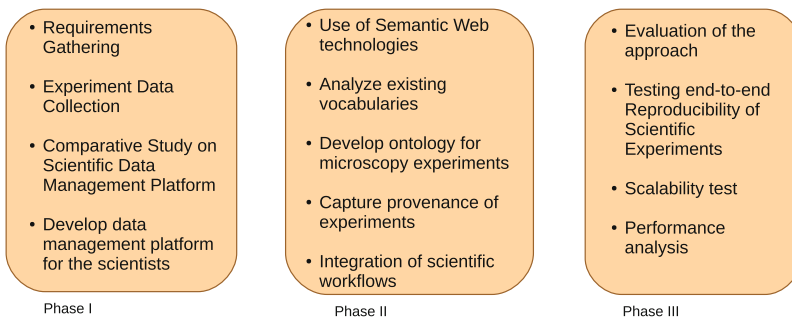 • Requirements
Gathering
• Experiment Data
Collection
• Comparative Study on
Scientific Data
Management Platform
• Develop data
management platform
for the scientists
Phase I
• Use of Semantic Web
technologies
• Analyze existing
vocabularies
• Develop ontology for
microscopy experiments
• Capture provenance of
experiments
• Integration of scientific
workflows
Phase II
• Evaluation of the
approach
• Testing end-to-end
Reproducibility of
Scientific
Experiments
• Scalability test
• Performance
analysis
Phase III